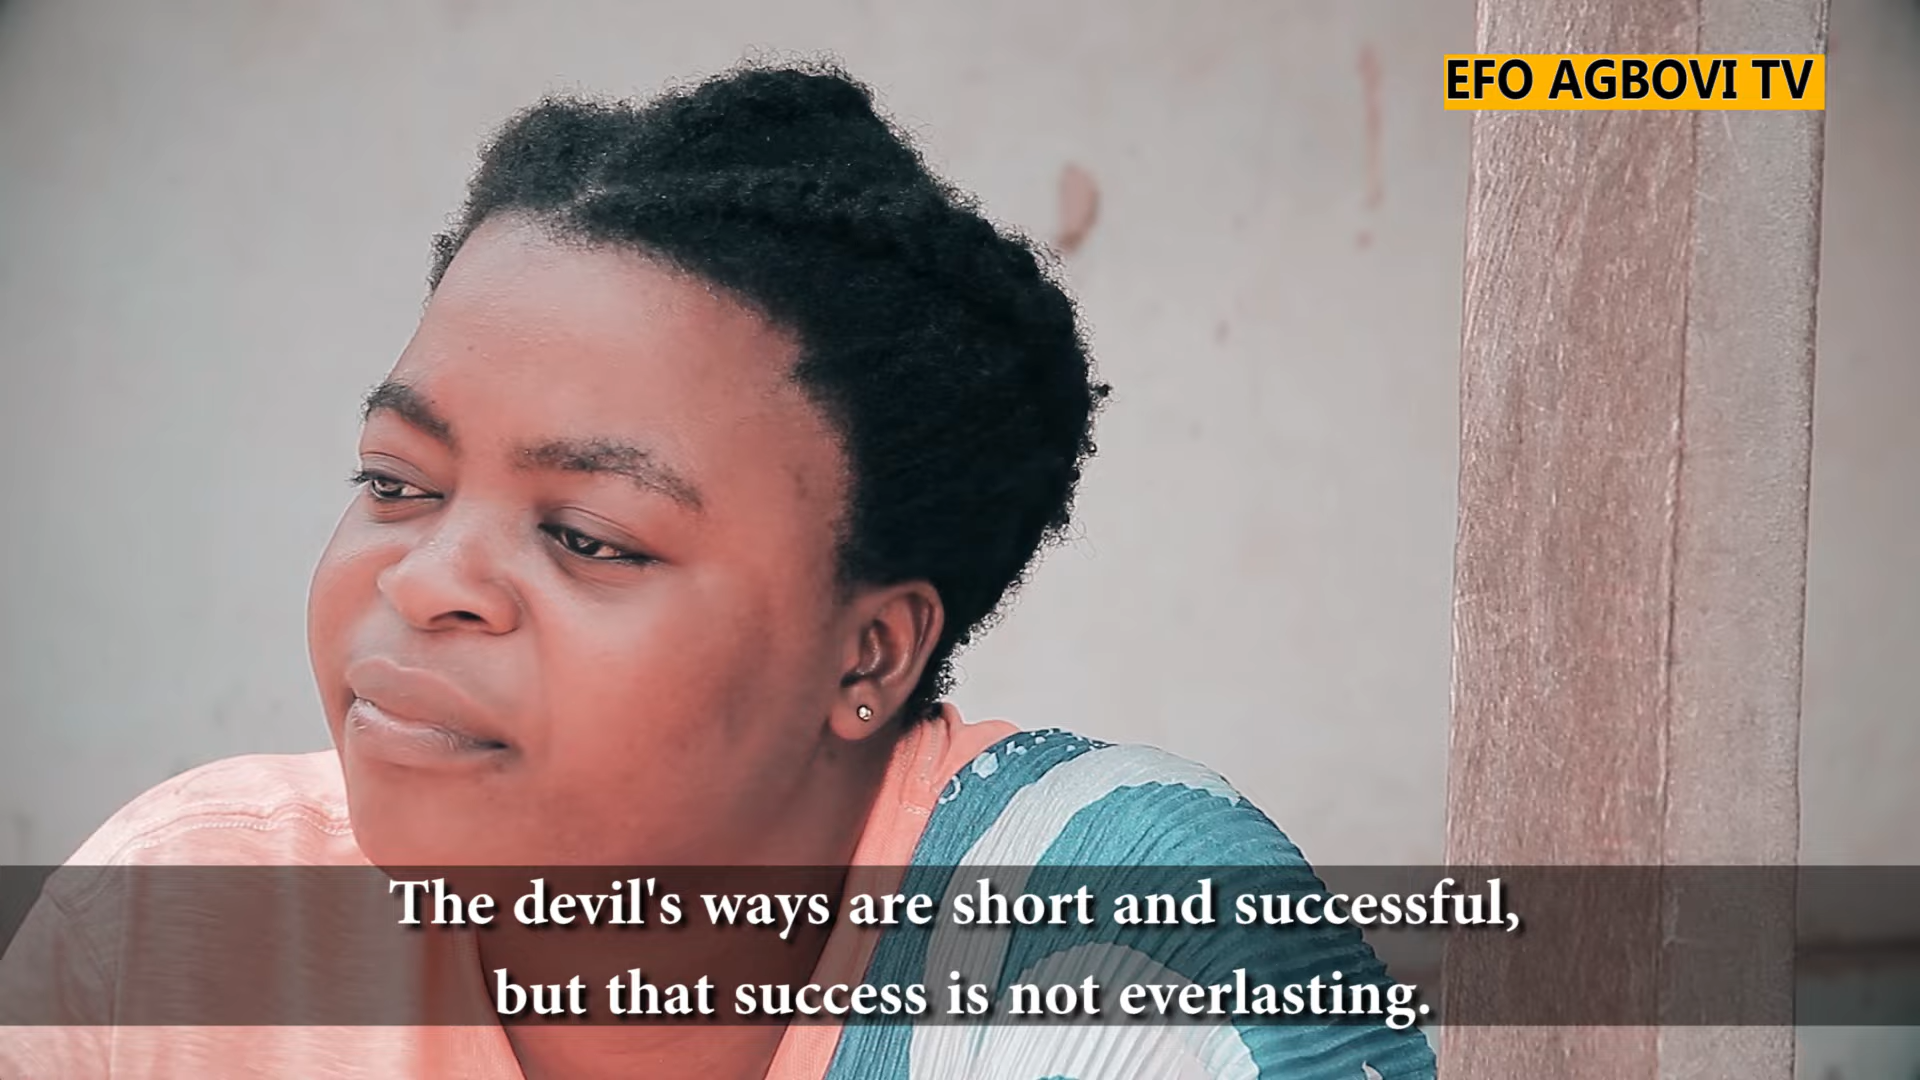 EFO AGBOVI TV
The devil's ways are short and successful,
but that success is not everlasting.